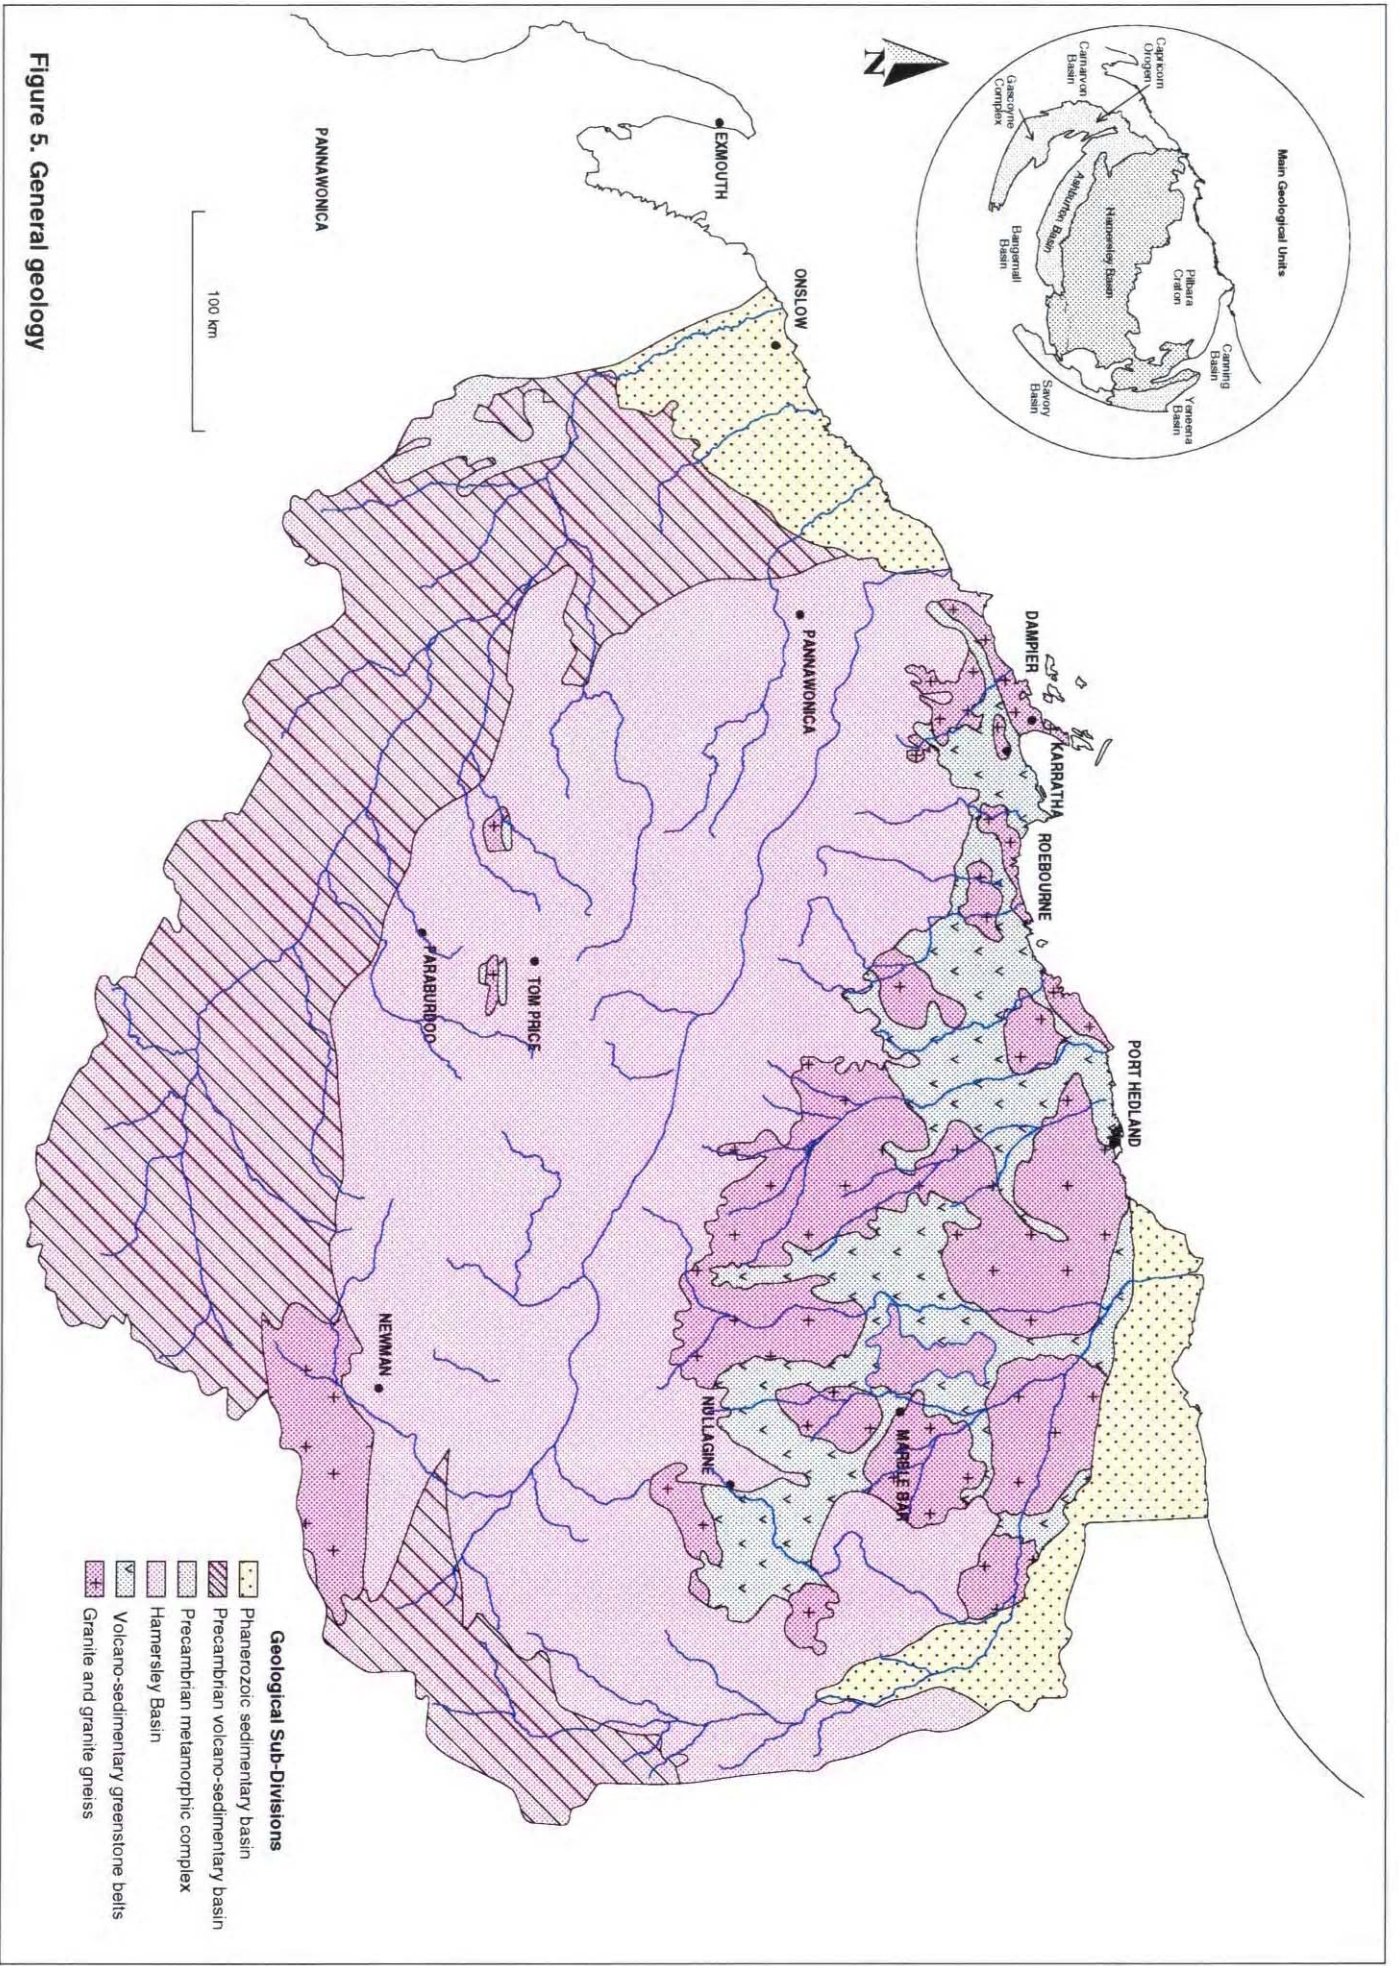 Main Geological Units
Capricorn
Orogen
Carnarvon
Basin
Gascoyne
Complex
Pilbara
Craton
Canning
Basin
Yeneena
Basin
Hamersley Basin
Ashburton Basin
Bangemall
Basin
Savory
Basin
N
EXMOUTH
ONSLOW
DAMPIER
KARRATHA
ROEBOURNE
PORT HEDLAND
PANNAWONICA
MARBLE BAR
NULLAGINE
TOM PRICE
PARABURDOO
NEWMAN
PANNAWONICA
100 km
Geological Sub-Divisions
Phanerozoic sedimentary basin
Precambrian volcano-sedimentary basin
Precambrian metamorphic complex
Hamersley Basin
Volcano-sedimentary greenstone belts
Granite and granite gneiss
Figure 5. General geology